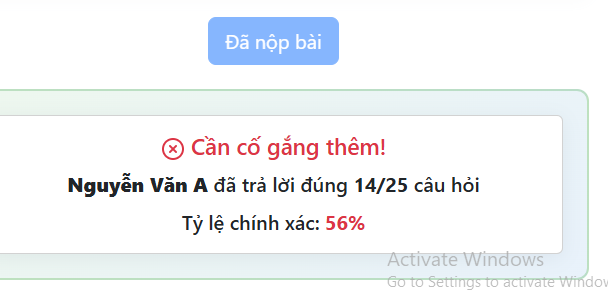 Đã nộp bài
Cần cố gắng thêm!
Nguyễn Văn A đã trả lời đúng 14/25 câu hỏi
Tỷ lệ chính xác: 56%
Activate Windows
Go to Settings to activate Window